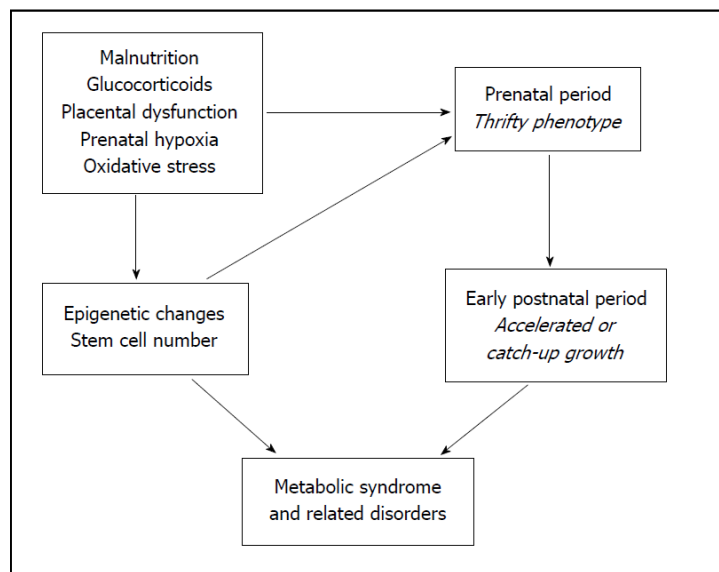 Malnutrition
Glucocorticoids
Placental dysfunction
Prenatal hypoxia
Oxidative stress
Prenatal period
Thrifty phenotype
Epigenetic changes
Stem cell number
Early postnatal period
Accelerated or
catch-up growth
Metabolic syndrome
and related disorders